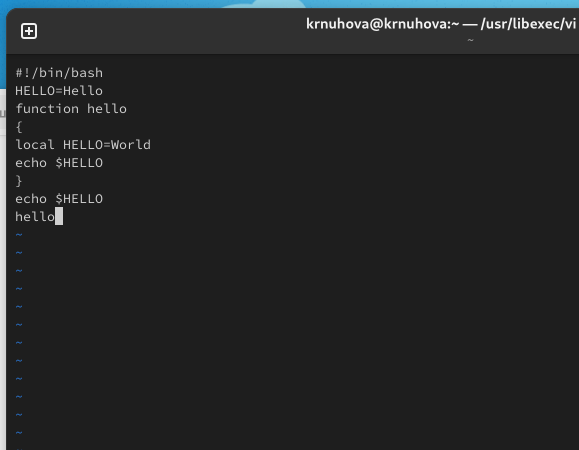 krnuhova@krnuhova:~ — /usr/libexec/vi
~
#!/bin/bash
HELLO=Hello
function hello
{
local HELLO=World
echo $HELLO
}
echo $HELLO
hello
~
~
~
~
~
~
~
~
~
~
~
~